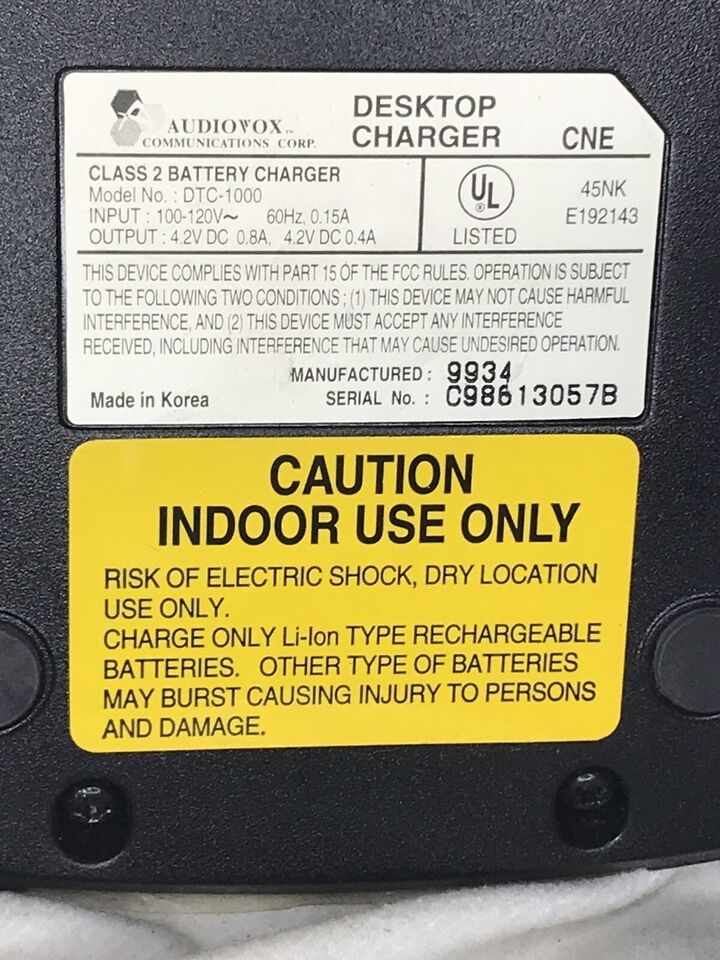 AUDIOVOX™
COMMUNICATIONS CORP.
DESKTOP
CHARGER
CNE
CLASS 2 BATTERY CHARGER
Model No. : DTC-1000
INPUT : 100-120V~ 60Hz, 0.15A
OUTPUT : 4.2V DC 0.8A, 4.2V DC 0.4A
UL
®
LISTED
45NK
E192143
THIS DEVICE COMPLIES WITH PART 15 OF THE FCC RULES. OPERATION IS SUBJECT
TO THE FOLLOWING TWO CONDITIONS ; (1) THIS DEVICE MAY NOT CAUSE HARMFUL
INTERFERENCE, AND (2) THIS DEVICE MUST ACCEPT ANY INTERFERENCE
RECEIVED, INCLUDING INTERFERENCE THAT MAY CAUSE UNDESIRED OPERATION.
MANUFACTURED : 9934
Made in Korea SERIAL No. : C98613057B
CAUTION
INDOOR USE ONLY
RISK OF ELECTRIC SHOCK, DRY LOCATION
USE ONLY.
CHARGE ONLY Li-Ion TYPE RECHARGEABLE
BATTERIES. OTHER TYPE OF BATTERIES
MAY BURST CAUSING INJURY TO PERSONS
AND DAMAGE.